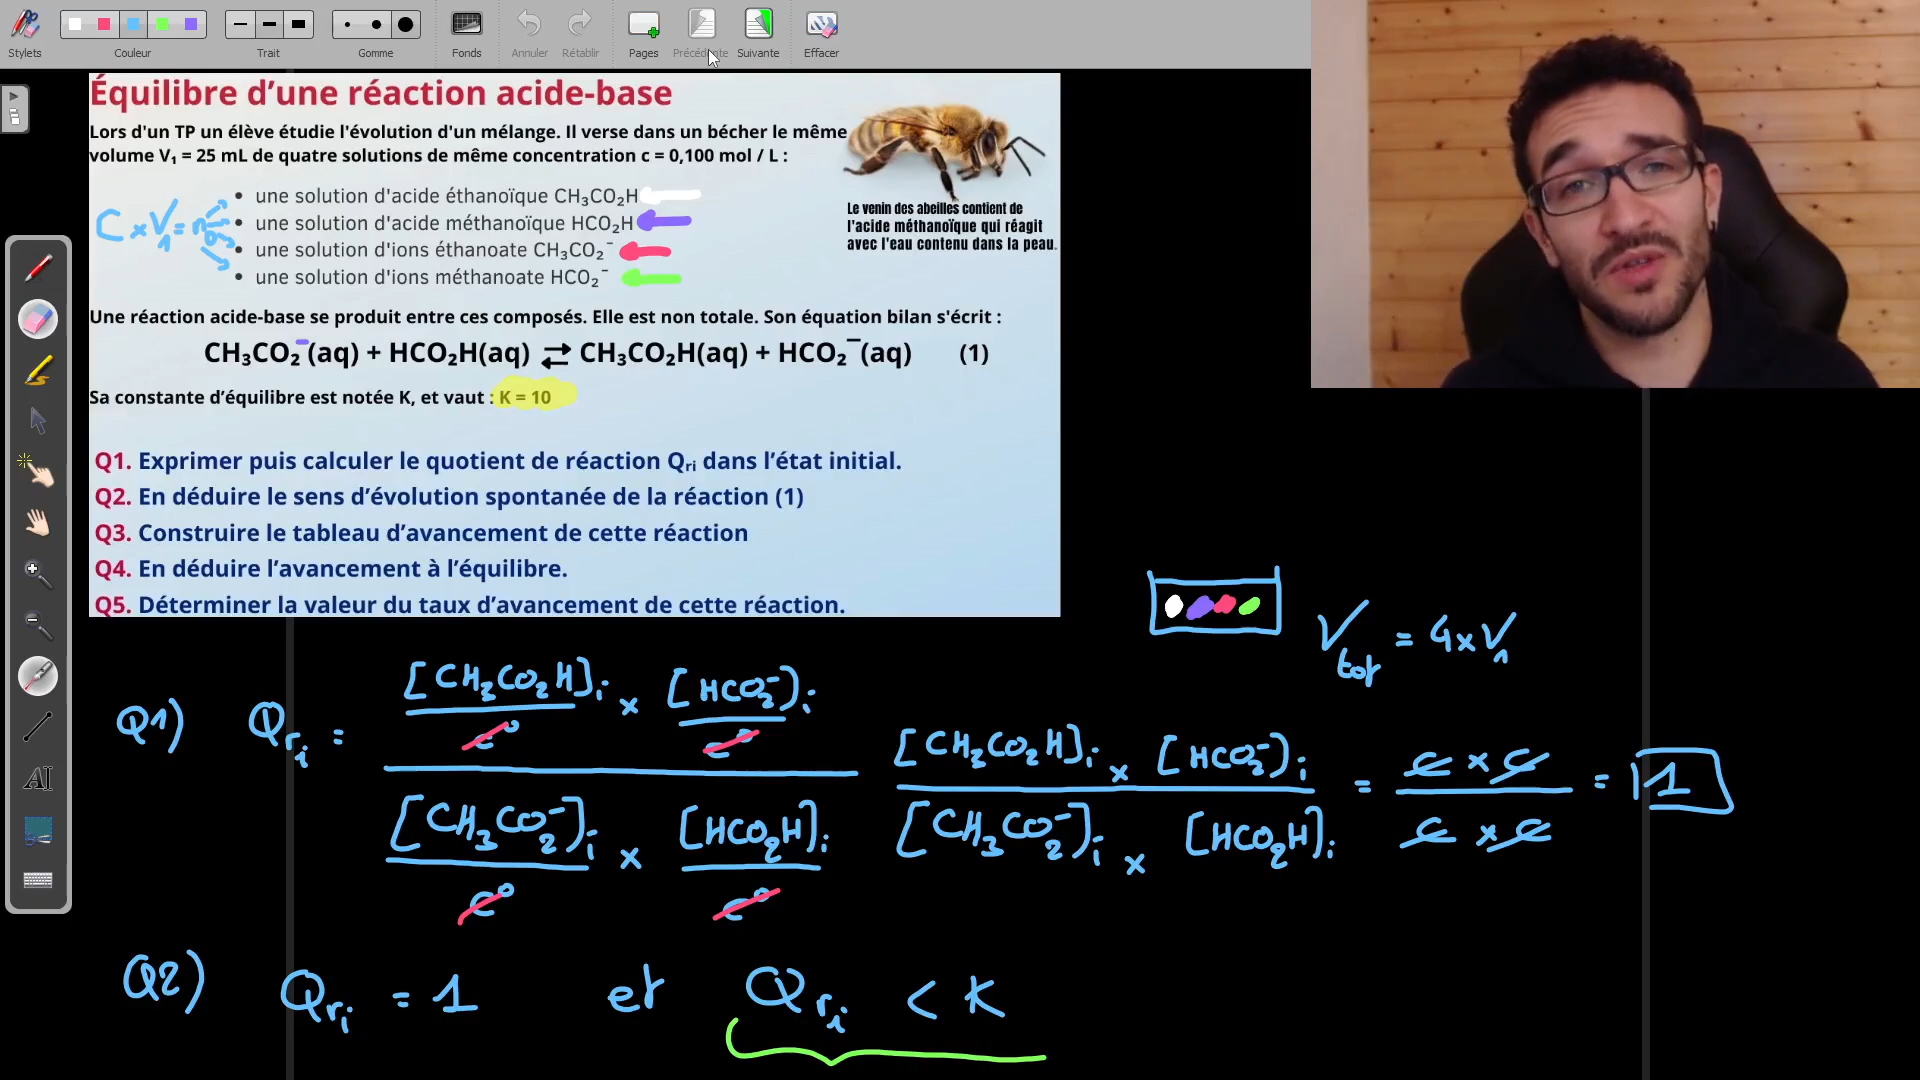 Stylets Couleur Trait Gomme Fonds Annuler Rétablir Pages Précédente Suivante Effacer
Équilibre d'une réaction acide-base
Lors d'un TP un élève étudie l'évolution d'un mélange. Il verse dans un bécher le même
volume V₁ = 25 mL de quatre solutions de même concentration c = 0,100 mol / L :
• une solution d'acide éthanoïque CH₃CO₂H
• une solution d'acide méthanoïque HCO₂H
• une solution d'ions éthanoate CH₃CO₂⁻
• une solution d'ions méthanoate HCO₂⁻
C × V₁ = n₀
Le venin des abeilles contient de
l'acide méthanoïque qui réagit
avec l'eau contenu dans la peau.
Une réaction acide-base se produit entre ces composés. Elle est non totale. Son équation bilan s'écrit :
CH₃CO₂⁻(aq) + HCO₂H(aq) ⇄ CH₃CO₂H(aq) + HCO₂⁻(aq) (1)
Sa constante d'équilibre est notée K, et vaut : K = 10
Q1. Exprimer puis calculer le quotient de réaction Qᵣᵢ dans l'état initial.
Q2. En déduire le sens d'évolution spontanée de la réaction (1)
Q3. Construire le tableau d'avancement de cette réaction
Q4. En déduire l'avancement à l'équilibre.
Q5. Déterminer la valeur du taux d'avancement de cette réaction.
V tot = 4 × V₁
[CH₃CO₂H]ᵢ × [HCO₂⁻]ᵢ
c° c°
Q1) Qᵣᵢ =
[CH₃CO₂⁻]ᵢ × [HCO₂H]ᵢ
c° c°
[CH₃CO₂H]ᵢ × [HCO₂⁻]ᵢ = c × c = 1
[CH₃CO₂⁻]ᵢ × [HCO₂H]ᵢ c × c
Q2) Qᵣᵢ = 1 et Qᵣᵢ < K
AI